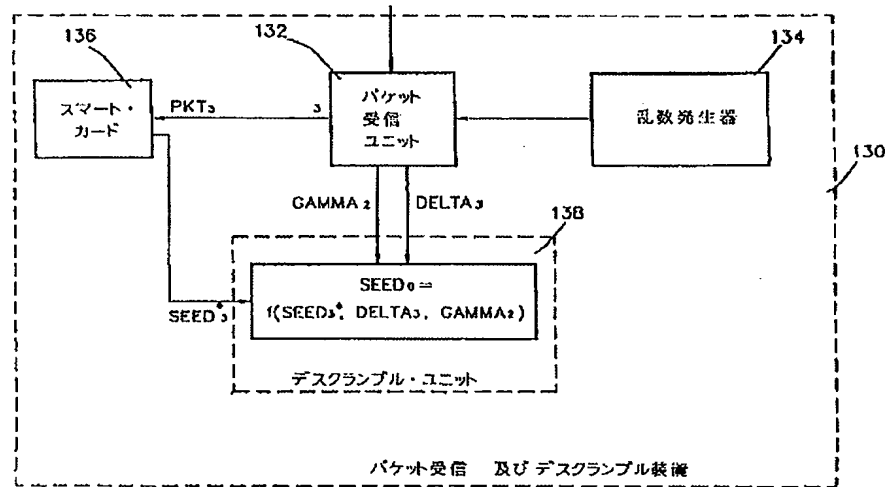 136
132
134
スマート・
カード
PKT3
3
パケット
受信
ユニット
乱数発生器
130
GAMMA2
DELTA3
138
SEED0=
f(SEED3*, DELTA3, GAMMA2)
SEED*3
デスクランブル・ユニット
パケット受信 及びデスクランブル装術